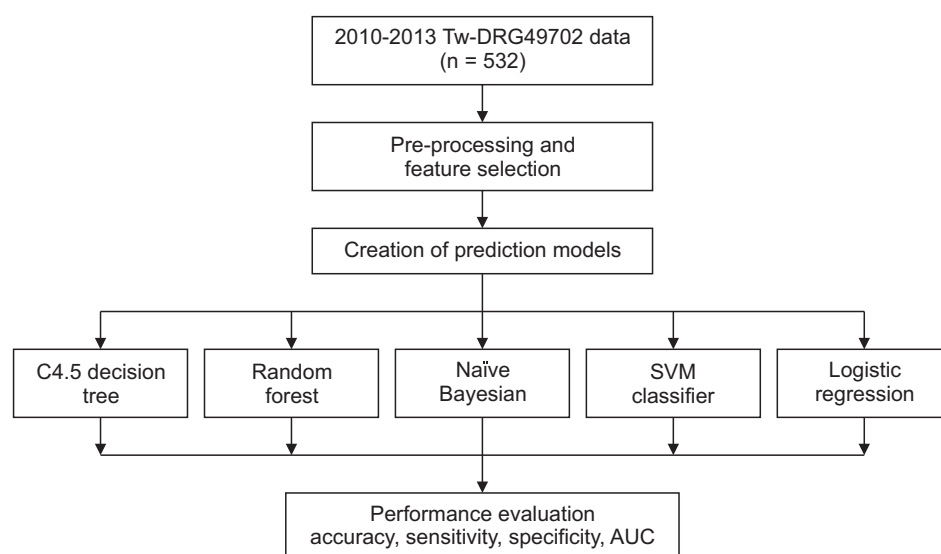 2010-2013 Tw-DRG49702 data
(n = 532)
Pre-processing and
feature selection
Creation of prediction models
C4.5 decision
tree
Random
forest
Naïve
Bayesian
SVM
classifier
Logistic
regression
Performance evaluation
accuracy, sensitivity, specificity, AUC